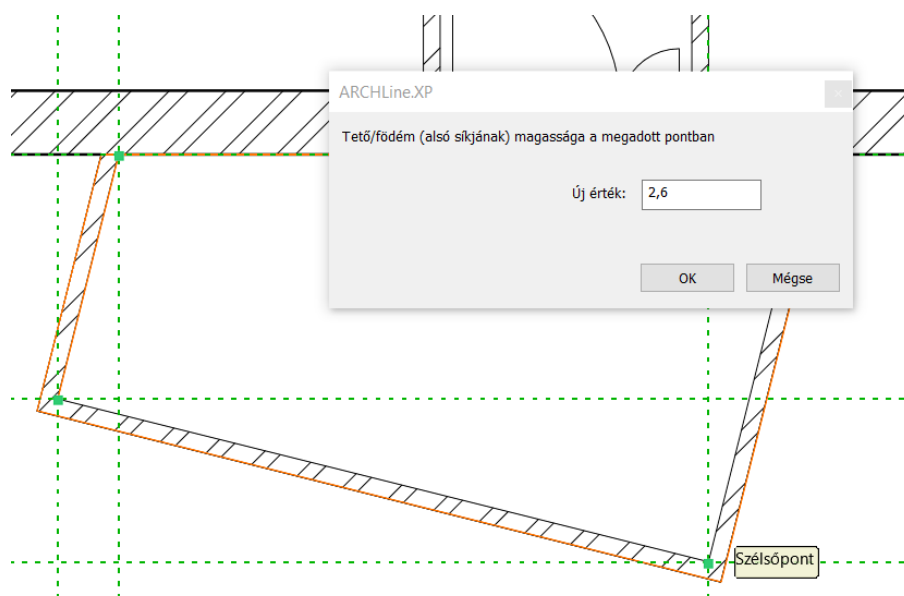 ARCHLine.XP
Tető/födém (alsó síkjának) magassága a megadott pontban
Új érték: 2,6
OK Mégse
Szélsőpont